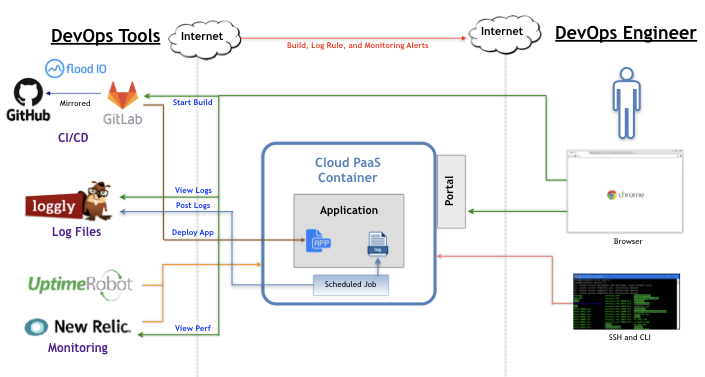 DevOps Tools
Internet
Build, Log Rule, and Monitoring Alerts
Internet
DevOps Engineer
flood IO
GitHub
Mirrored
GitLab
Start Build
CI/CD
Cloud PaaS
Container
Portal
chrome
Browser
loggly
View Logs
Post Logs
Log Files
Deploy App
Application
APP
log
Scheduled Job
UptimeRobot
New Relic.
View Perf
Monitoring
SSH and CLI